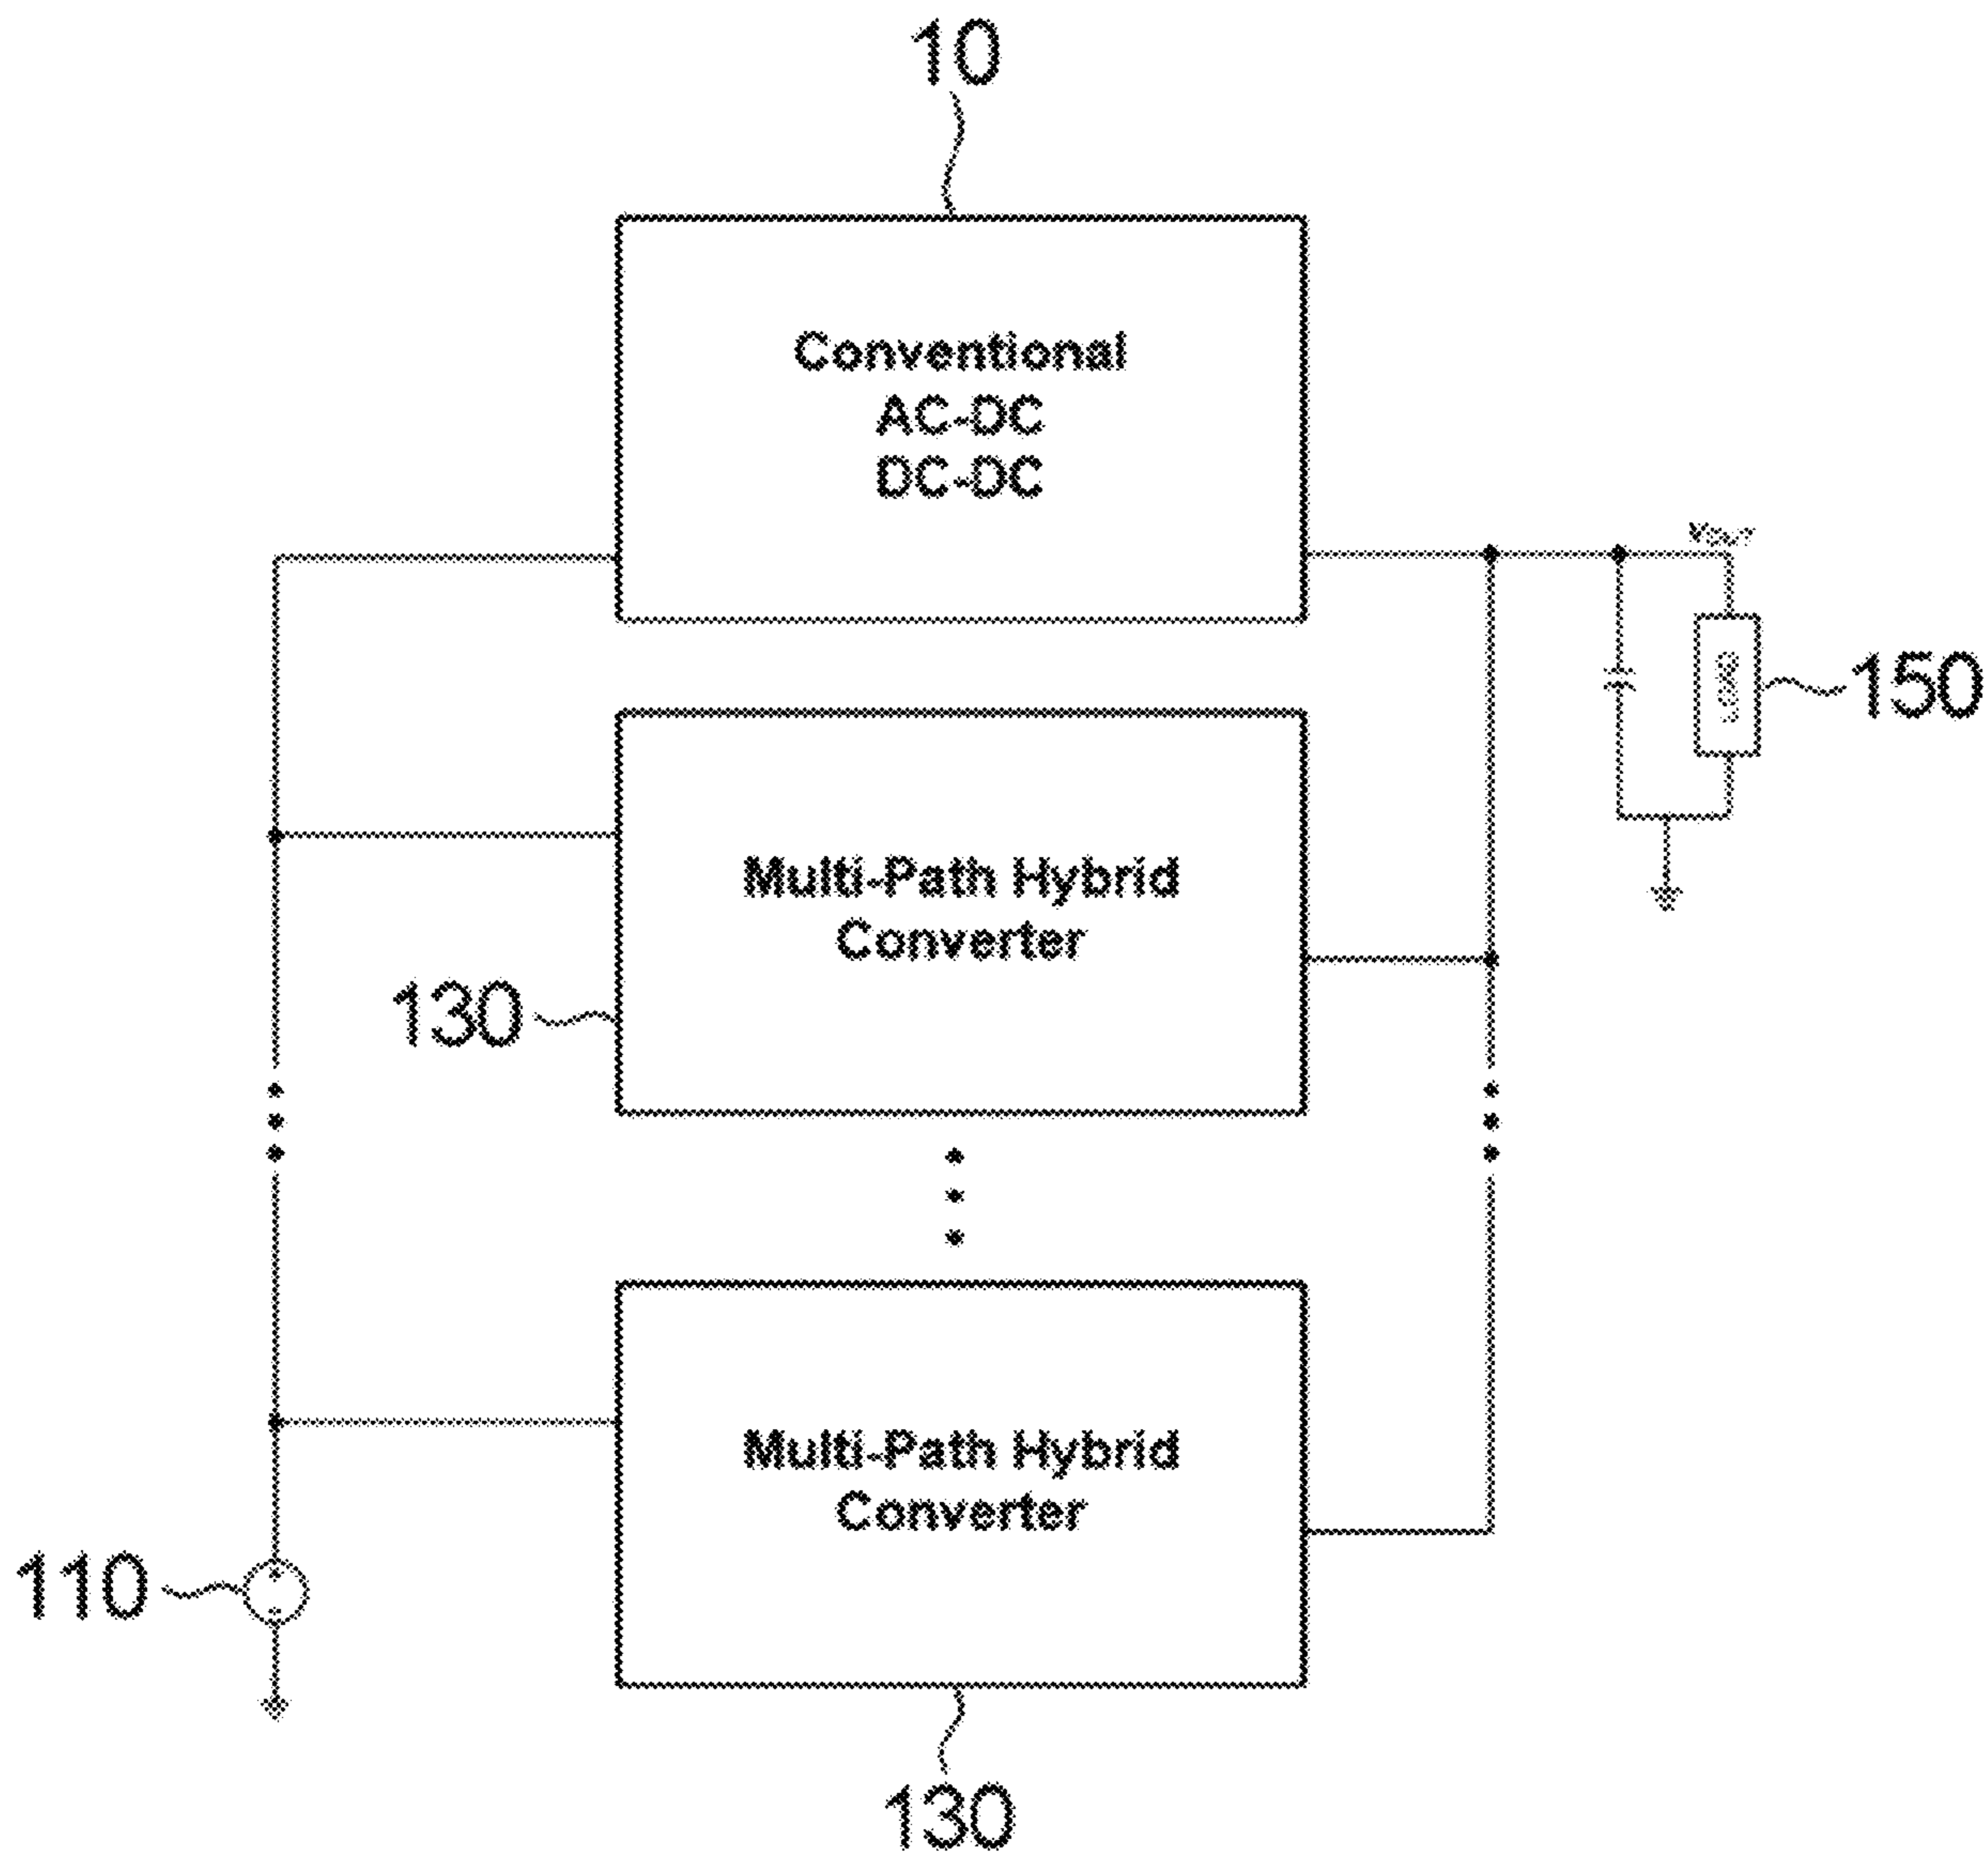 10
Conventional
AC-DC
DC-DC
150
Multi-Path Hybrid
Converter
130
Multi-Path Hybrid
Converter
110
130